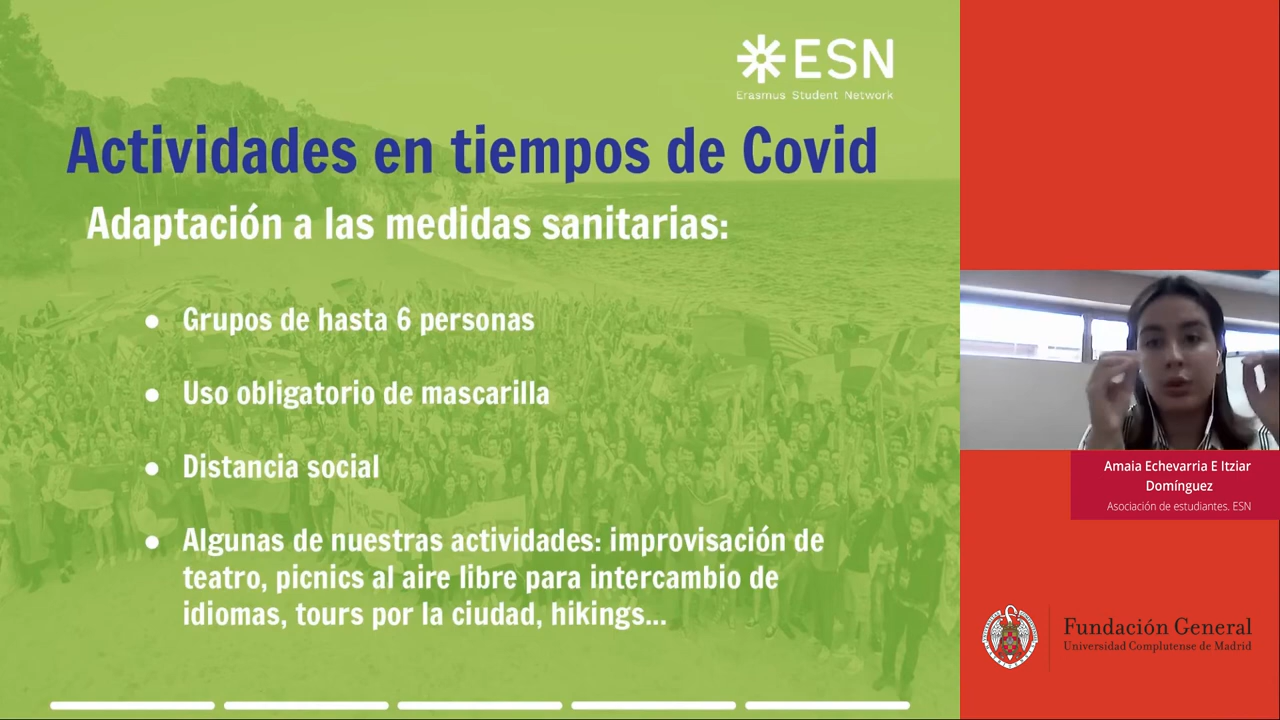 ESN
Erasmus Student Network
Actividades en tiempos de Covid
Adaptación a las medidas sanitarias:
● Grupos de hasta 6 personas
● Uso obligatorio de mascarilla
● Distancia social
● Algunas de nuestras actividades: improvisación de
teatro, picnics al aire libre para intercambio de
idiomas, tours por la ciudad, hikings...
Amaia Echevarria E Itziar
Domínguez
Asociación de estudiantes. ESN
Fundación General
Universidad Complutense de Madrid